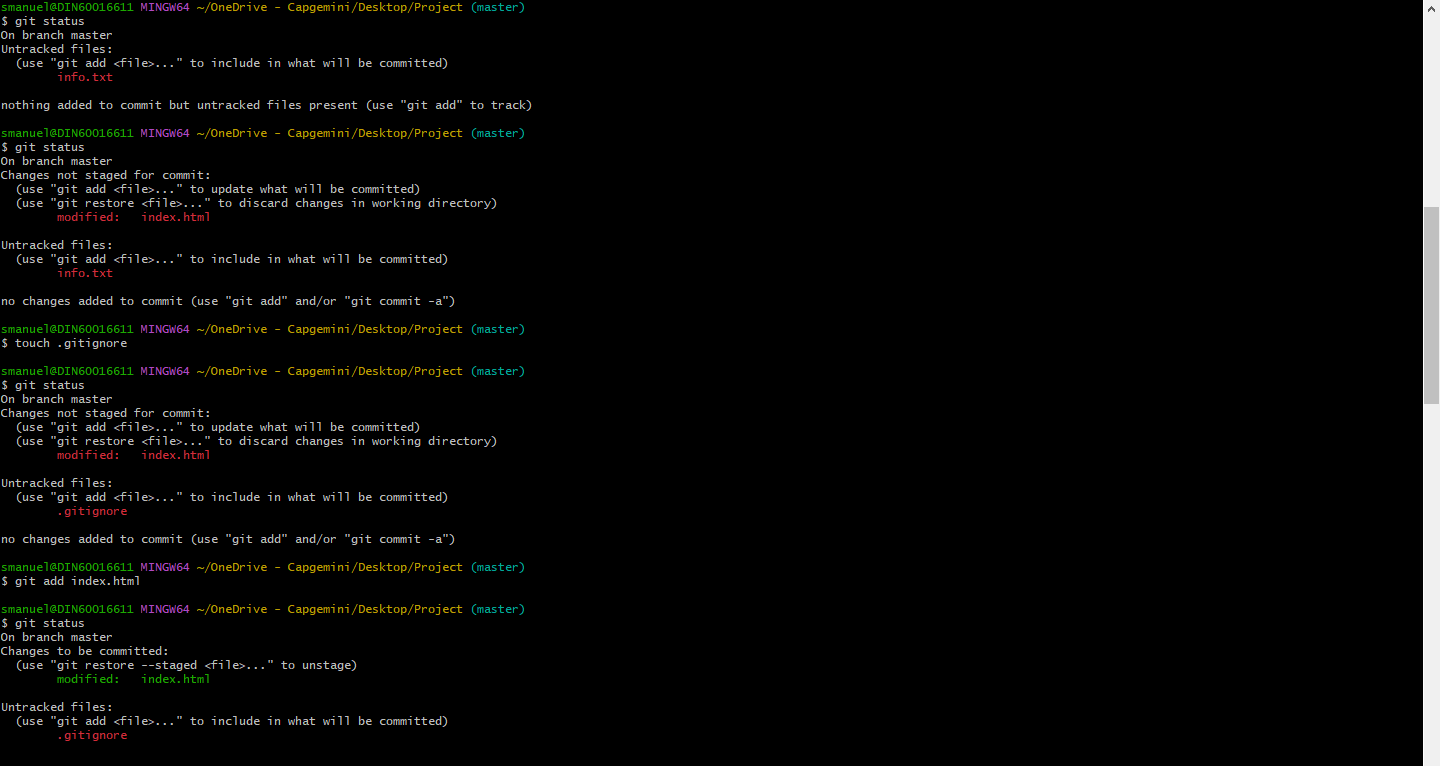 smanuel@DIN60016611 MINGW64 ~/OneDrive - Capgemini/Desktop/Project (master)
$ git status
On branch master
Untracked files:
  (use "git add <file>..." to include in what will be committed)
        info.txt

nothing added to commit but untracked files present (use "git add" to track)

smanuel@DIN60016611 MINGW64 ~/OneDrive - Capgemini/Desktop/Project (master)
$ git status
On branch master
Changes not staged for commit:
  (use "git add <file>..." to update what will be committed)
  (use "git restore <file>..." to discard changes in working directory)
        modified:   index.html

Untracked files:
  (use "git add <file>..." to include in what will be committed)
        info.txt

no changes added to commit (use "git add" and/or "git commit -a")

smanuel@DIN60016611 MINGW64 ~/OneDrive - Capgemini/Desktop/Project (master)
$ touch .gitignore

smanuel@DIN60016611 MINGW64 ~/OneDrive - Capgemini/Desktop/Project (master)
$ git status
On branch master
Changes not staged for commit:
  (use "git add <file>..." to update what will be committed)
  (use "git restore <file>..." to discard changes in working directory)
        modified:   index.html

Untracked files:
  (use "git add <file>..." to include in what will be committed)
        .gitignore

no changes added to commit (use "git add" and/or "git commit -a")

smanuel@DIN60016611 MINGW64 ~/OneDrive - Capgemini/Desktop/Project (master)
$ git add index.html

smanuel@DIN60016611 MINGW64 ~/OneDrive - Capgemini/Desktop/Project (master)
$ git status
On branch master
Changes to be committed:
  (use "git restore --staged <file>..." to unstage)
        modified:   index.html

Untracked files:
  (use "git add <file>..." to include in what will be committed)
        .gitignore